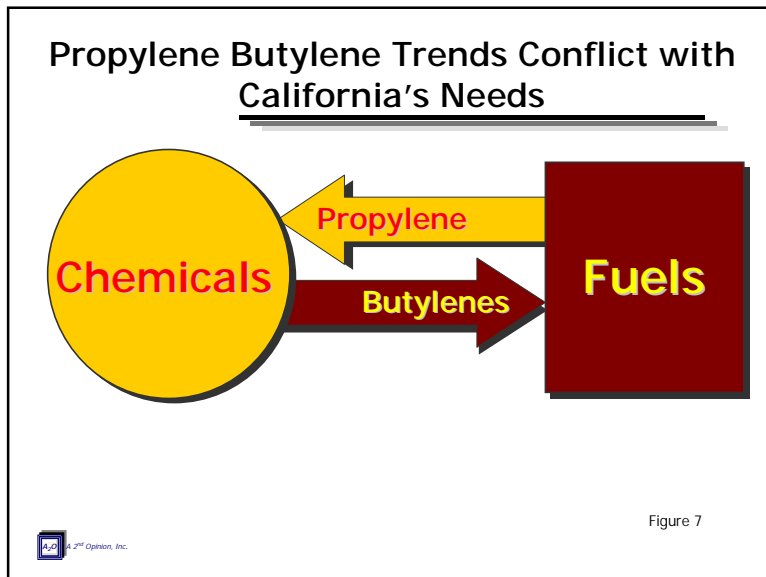 Propylene Butylene Trends Conflict with
California's Needs
Propylene
Chemicals
Butylenes
Fuels
Figure 7
A2O A 2nd Opinion, Inc.